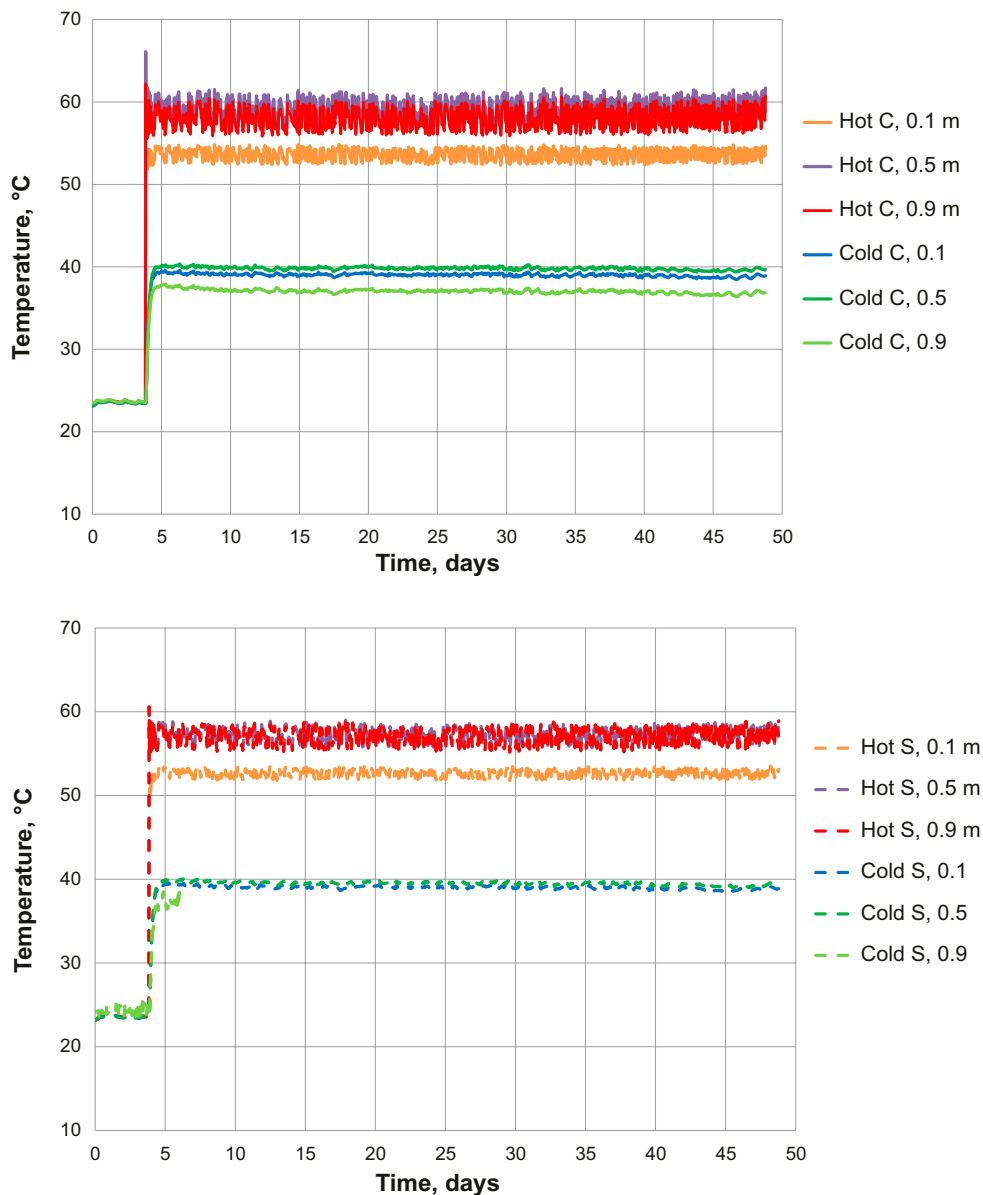 70
60
50
40
30
20
10
Temperature, °C
0 5 10 15 20 25 30 35 40 45 50
Time, days
Hot C, 0.1 m
Hot C, 0.5 m
Hot C, 0.9 m
Cold C, 0.1
Cold C, 0.5
Cold C, 0.9
70
60
50
40
30
20
10
Temperature, °C
0 5 10 15 20 25 30 35 40 45 50
Time, days
Hot S, 0.1 m
Hot S, 0.5 m
Hot S, 0.9 m
Cold S, 0.1
Cold S, 0.5
Cold S, 0.9